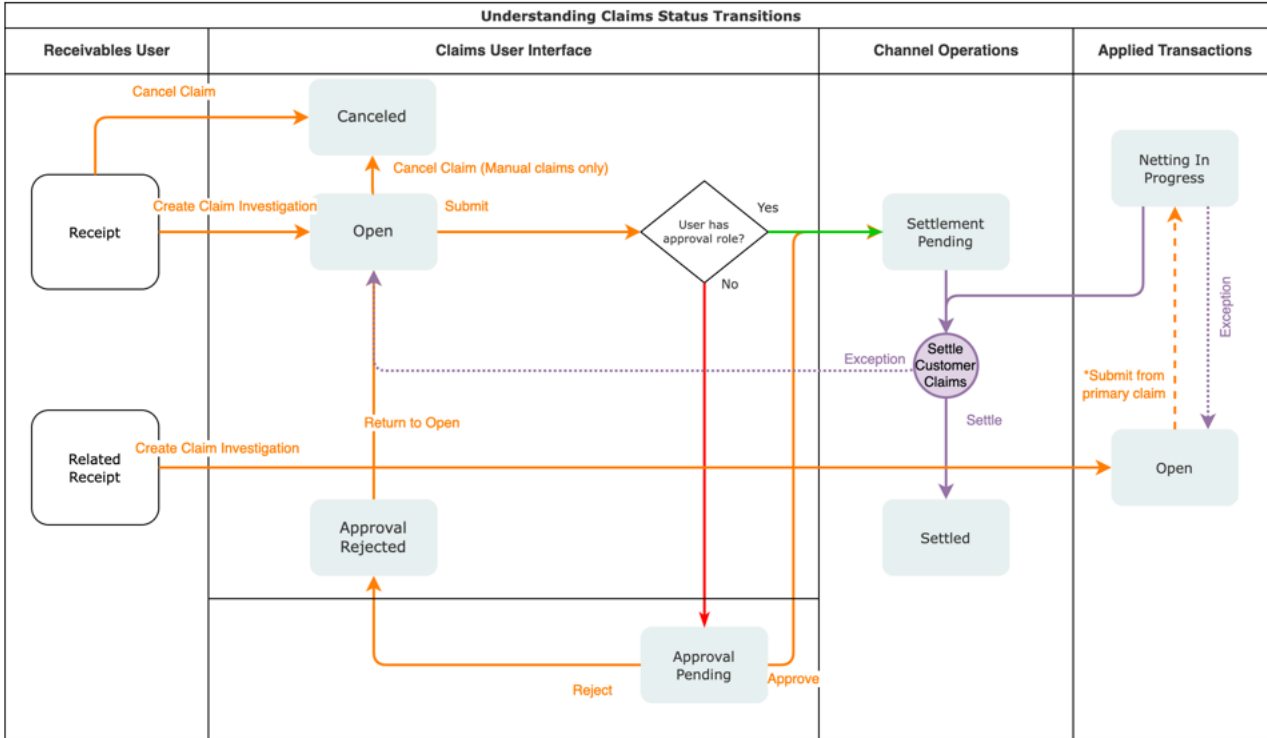 Understanding Claims Status Transitions
Receivables User
Claims User Interface
Channel Operations
Applied Transactions
Cancel Claim
Canceled
Cancel Claim (Manual claims only)
Netting In
Progress
Receipt
Create Claim Investigation
Open
Submit
User has
approval role?
Yes
No
Settlement
Pending
Exception
Exception
Settle
Customer
Claims
*Submit from
primary claim
Settle
Return to Open
Related
Receipt
Create Claim Investigation
Open
Approval
Rejected
Settled
Approval
Pending
Reject
Approve